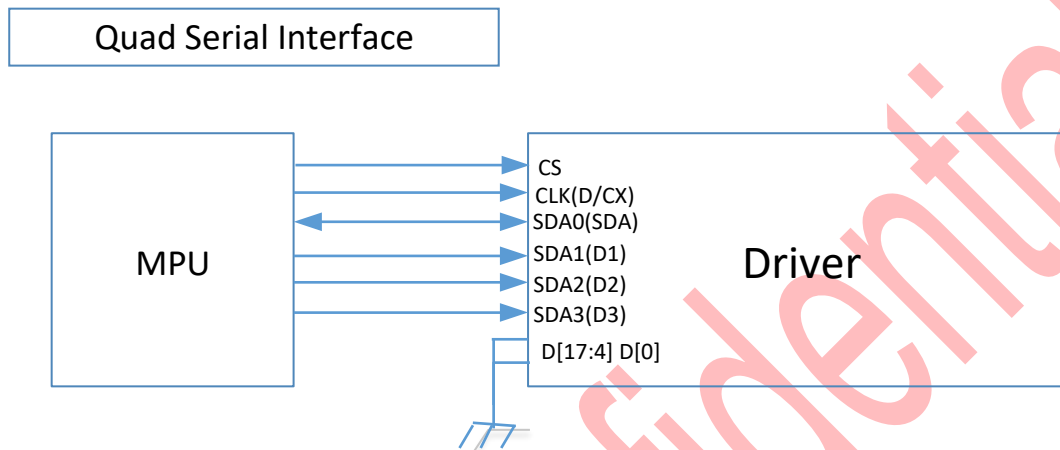 Quad Serial Interface
MPU
CS
CLK(D/CX)
SDA0(SDA)
SDA1(D1)
SDA2(D2)
SDA3(D3)
D[17:4] D[0]
Driver